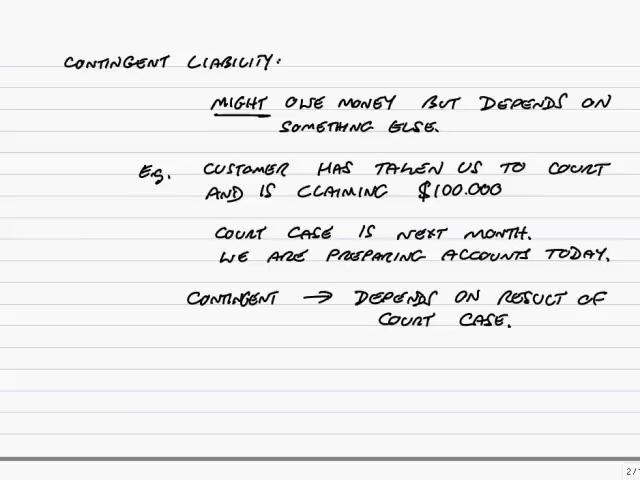 CONTINGENT LIABILITY:
MIGHT OWE MONEY BUT DEPENDS ON
SOMETHING ELSE.
Eg. CUSTOMER HAS TAKEN US TO COURT
AND IS CLAIMING $100.000
COURT CASE IS NEXT MONTH.
WE ARE PREPARING ACCOUNTS TODAY.
CONTINGENT → DEPENDS ON RESULT OF
COURT CASE.